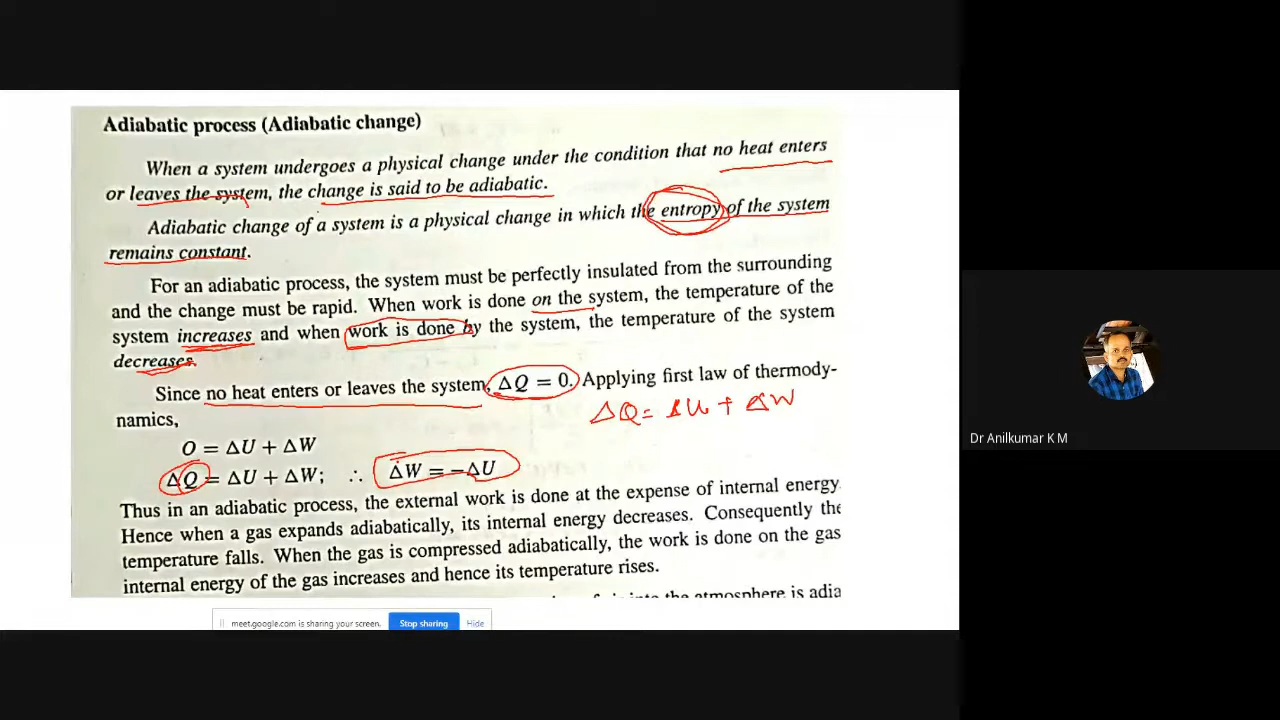 Adiabatic process (Adiabatic change)
When a system undergoes a physical change under the condition that no heat enters
or leaves the system, the change is said to be adiabatic.
Adiabatic change of a system is a physical change in which the entropy of the system
remains constant.
For an adiabatic process, the system must be perfectly insulated from the surrounding
and the change must be rapid. When work is done on the system, the temperature of the
system increases and when work is done by the system, the temperature of the system
decreases.
Since no heat enters or leaves the system, ΔQ = 0. Applying first law of thermody-
namics,
ΔQ = ΔU + ΔW
O = ΔU + ΔW
ΔQ = ΔU + ΔW; ∴ ΔW = −ΔU
Thus in an adiabatic process, the external work is done at the expense of internal energy
Hence when a gas expands adiabatically, its internal energy decreases. Consequently the
temperature falls. When the gas is compressed adiabatically, the work is done on the gas
internal energy of the gas increases and hence its temperature rises.
into the atmosphere is adia
meet.google.com is sharing your screen. Stop sharing Hide
Dr Anilkumar K M